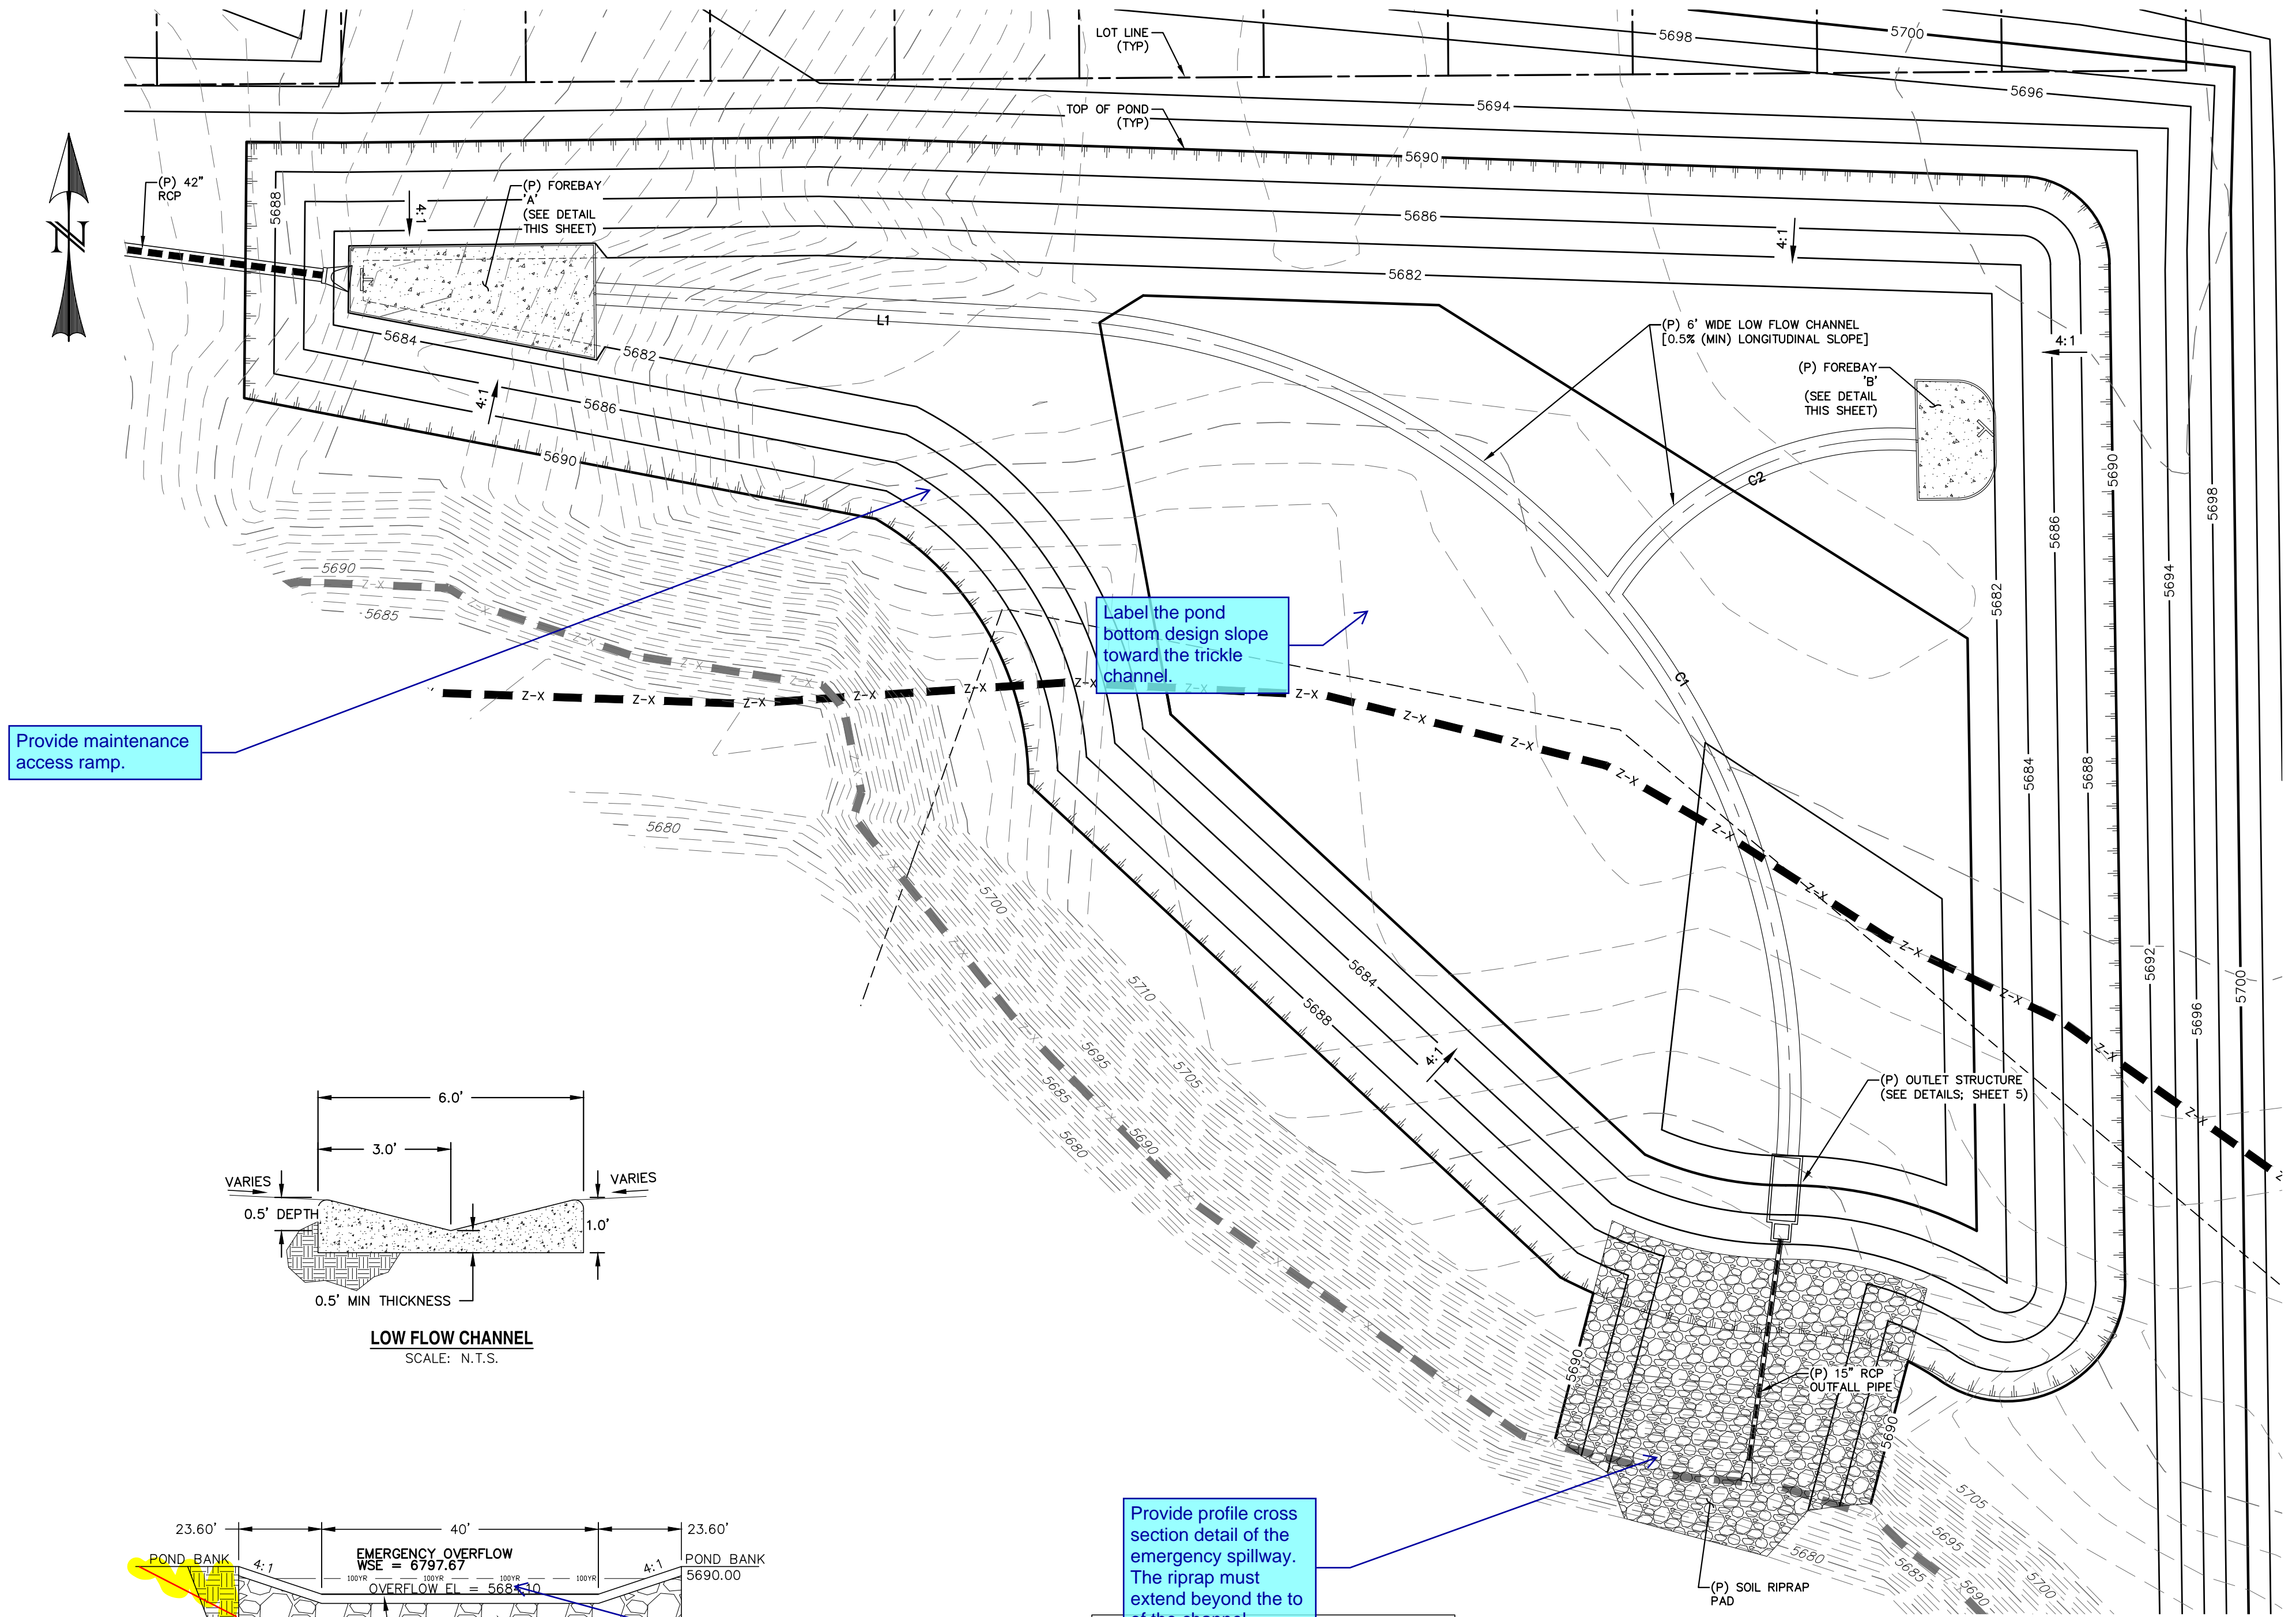 LOT LINE
(TYP)
5698
5700
5696
5694
TOP OF POND
(TYP)
5690
(P) 42"
RCP
5688
4:1
(P) FOREBAY
'A'
(SEE DETAIL
THIS SHEET)
5686
4:1
5682
N
L1
5684
5682
(P) 6' WIDE LOW FLOW CHANNEL
[0.5% (MIN) LONGITUDINAL SLOPE]
4:1
(P) FOREBAY
'B'
(SEE DETAIL
THIS SHEET)
4:1
5686
5690
C2
5690
5698
5686
5694
5682
5690
Z-X
5685
Z-X
Z-X
Z-X
Z-X
Label the pond
bottom design slope
toward the trickle
channel.
C1
Z-X
Z-X
Z-X
Z-X
Z-X
Z-X
Z-X
Z-X
Z-X
Z-X
Z-X
Z-X
Provide maintenance
access ramp.
5684
5688
Z-X
5680
Z-X
Z-X
Z-X
5700
Z-X
Z-X
5692
5700
5696
5684
5710
5688
Z-X
Z-X
4:1
5695
5705
5685
Z-X
5690
5680
(P) OUTLET STRUCTURE
(SEE DETAILS; SHEET 5)
Z-X
6.0'
3.0'
VARIES
VARIES
0.5' DEPTH
1.0'
0.5' MIN THICKNESS
LOW FLOW CHANNEL
SCALE: N.T.S.
5690
(P) 15" RCP
OUTFALL PIPE
5690
5705
5695
5680
5685
5700
5690
(P) SOIL RIPRAP
PAD
Provide profile cross
section detail of the
emergency spillway.
The riprap must
extend beyond the to
of the channel
23.60'
40'
23.60'
POND BANK
4:1
EMERGENCY OVERFLOW
WSE = 6797.67
4:1
POND BANK
5690.00
100YR
100YR
100YR
100YR
OVERFLOW EL =